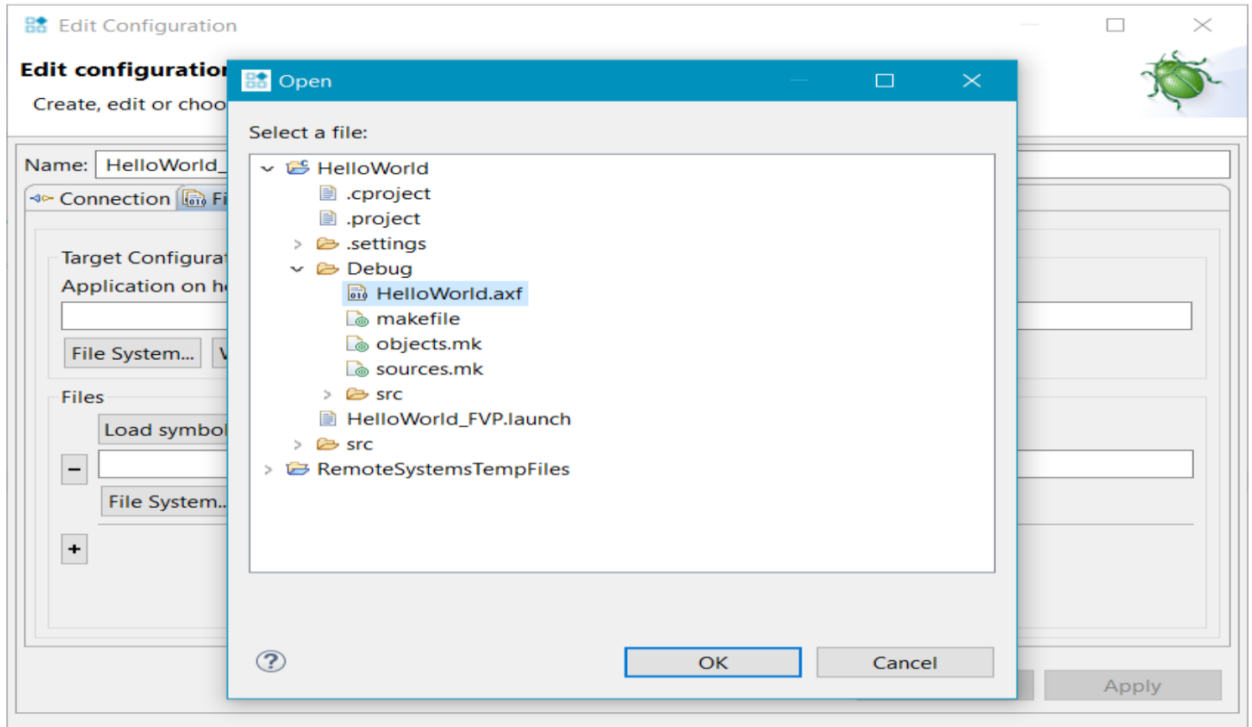 Edit Configuration
Edit configuration
Create, edit or choo
Name: HelloWorld_
Connection Fi
Target Configurat
Application on h
File System...
Files
Load symbol
−
File System..
+
Open
Select a file:
HelloWorld
.cproject
.project
.settings
Debug
HelloWorld.axf
makefile
objects.mk
sources.mk
src
HelloWorld_FVP.launch
src
RemoteSystemsTempFiles
?
OK Cancel
Apply